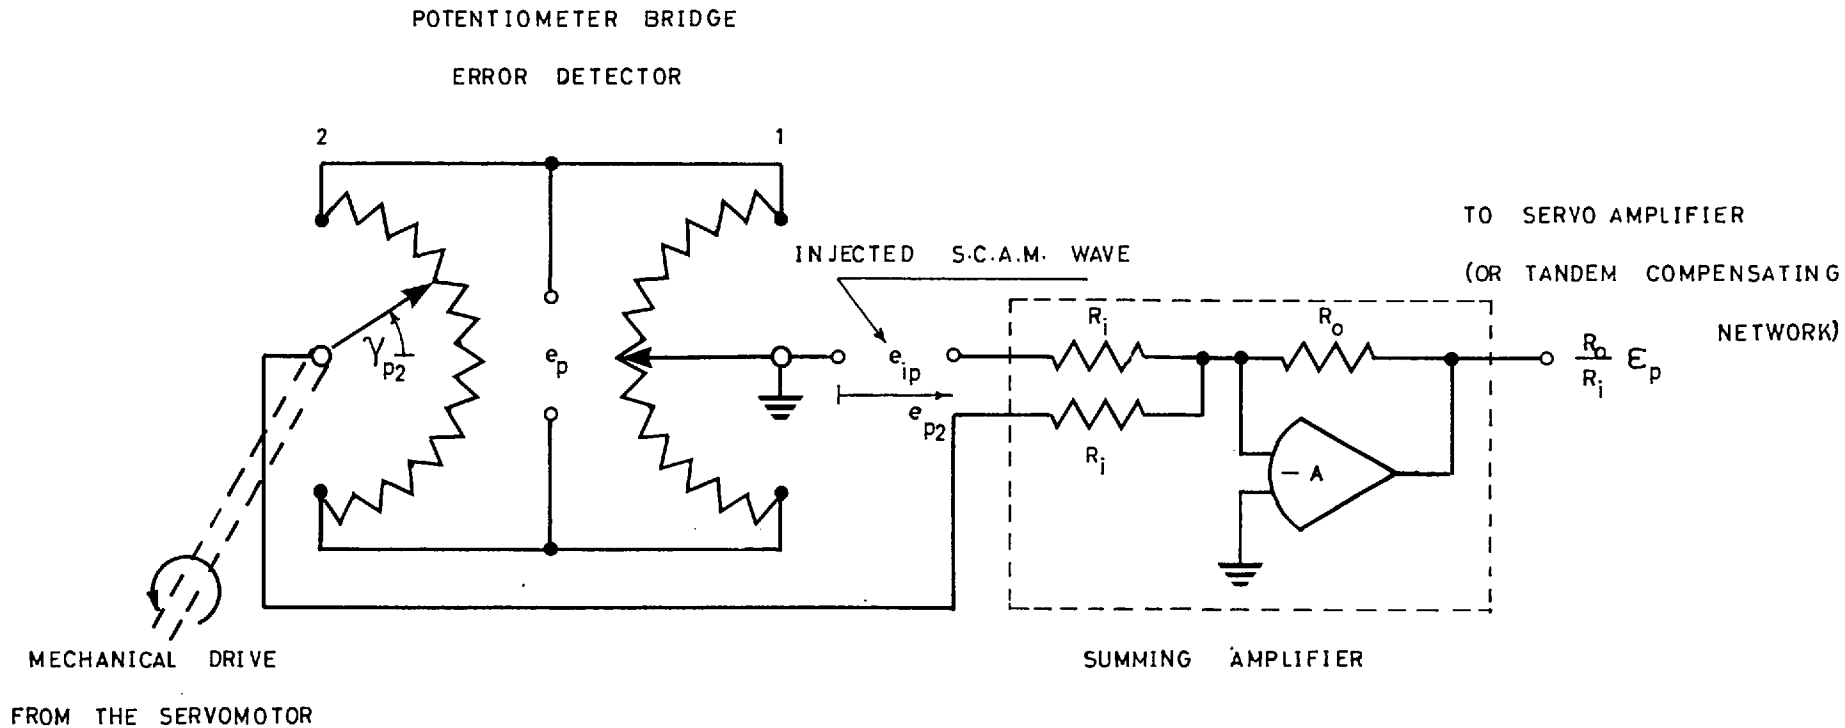 POTENTIOMETER BRIDGE
ERROR DETECTOR
2
1
TO SERVO AMPLIFIER
(OR TANDEM COMPENSATING
NETWORK)
INJECTED S.C.A.M. WAVE
Ri
Ro
γp2
ep
eip
ep2
Ri
Ro/Ri Ɛp
− A
MECHANICAL DRIVE
FROM THE SERVOMOTOR
SUMMING AMPLIFIER